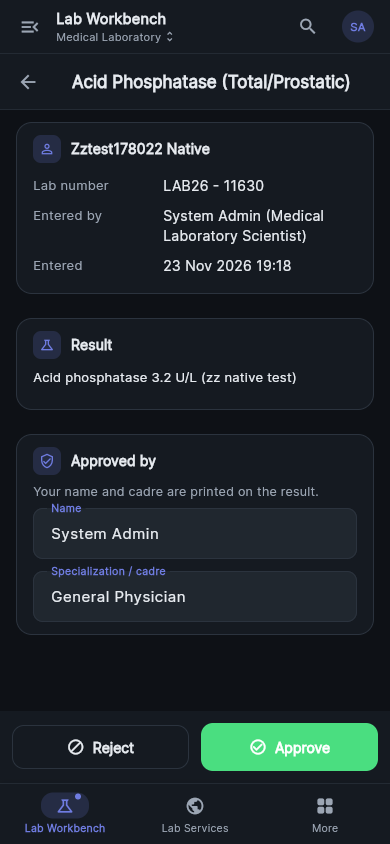 Lab Workbench
Medical Laboratory
SA
Acid Phosphatase (Total/Prostatic)
Zztest178022 Native
Lab number LAB26 - 11630
Entered by System Admin (Medical
Laboratory Scientist)
Entered 23 Nov 2026 19:18
Result
Acid phosphatase 3.2 U/L (zz native test)
Approved by
Your name and cadre are printed on the result.
Name
System Admin
Specialization / cadre
General Physician
Reject Approve
Lab Workbench Lab Services More